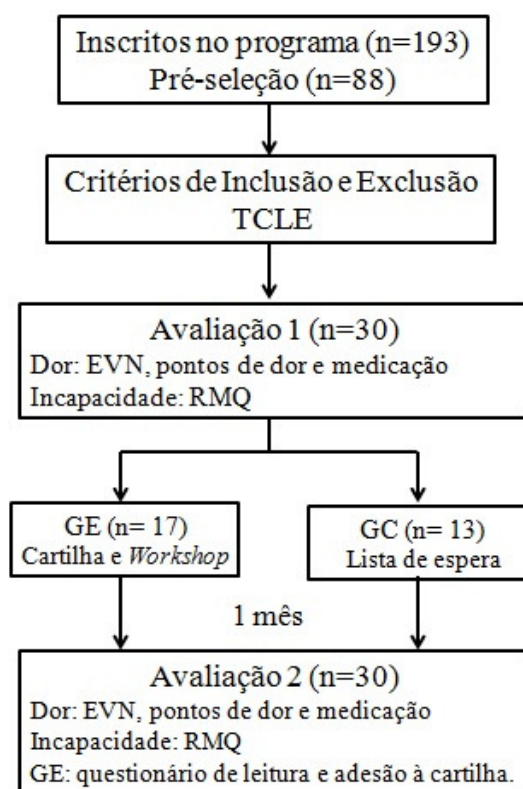 Inscritos no programa (n=193)
Pré-seleção (n=88)
Critérios de Inclusão e Exclusão
TCLE
Avaliação 1 (n=30)
Dor: EVN, pontos de dor e medicação
Incapacidade: RMQ
GE (n= 17)
Cartilha e Workshop
GC (n= 13)
Lista de espera
1 mês
Avaliação 2 (n=30)
Dor: EVN, pontos de dor e medicação
Incapacidade: RMQ
GE: questionário de leitura e adesão à cartilha.